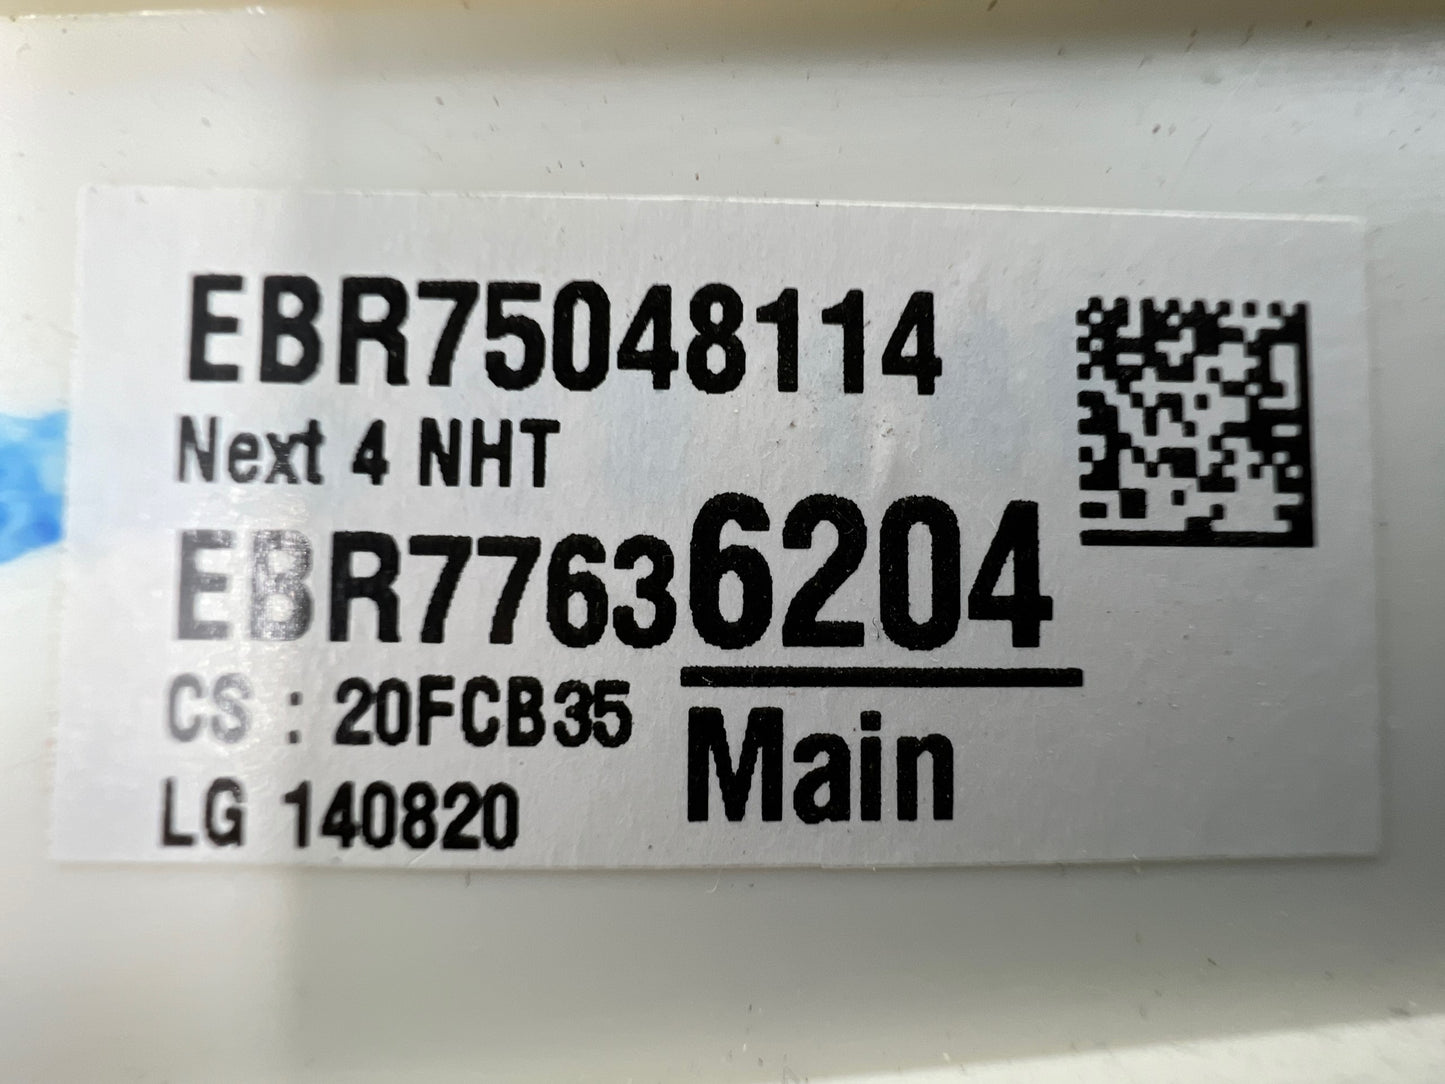 EBR75048114
Next 4 NHT
EBR77636204
CS : 20FCB35
Main
LG 140820